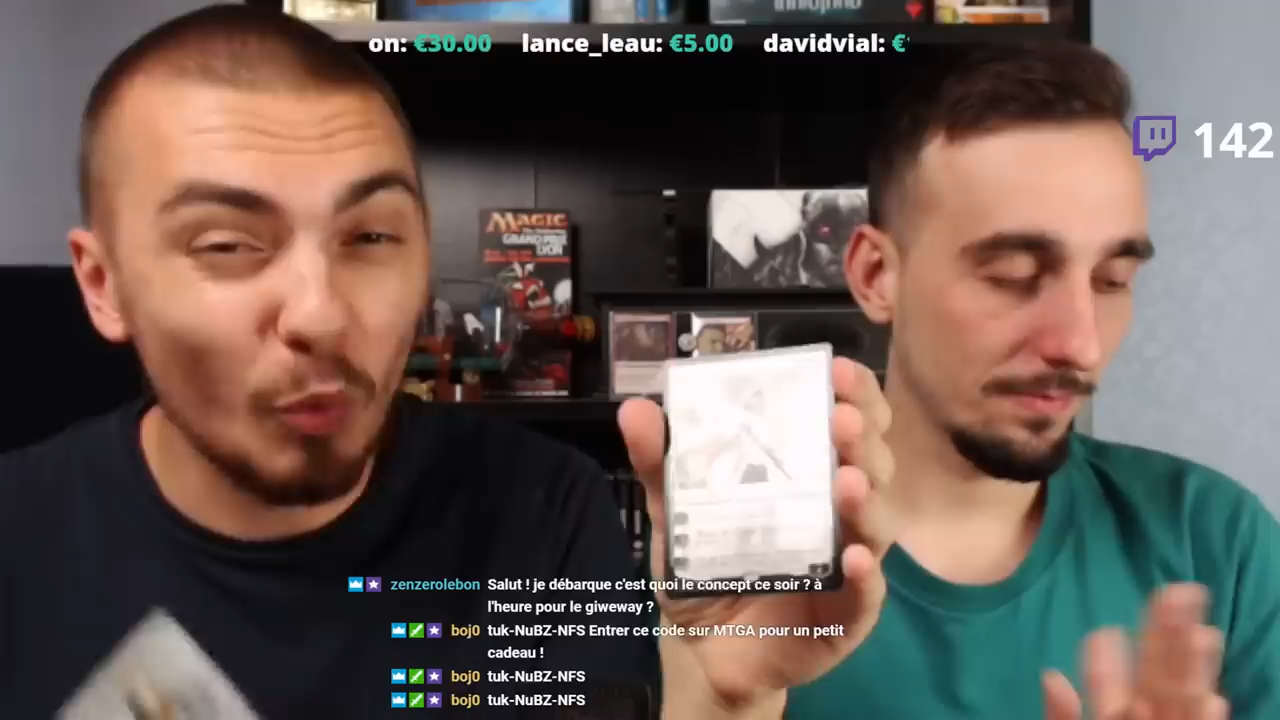 on: €30.00 lance_leau: €5.00 davidvial: €
142
MAGIC
GRAND PRIX
LYON
zenzerolebon Salut ! je débarque c'est quoi le concept ce soir ? à
l'heure pour le giweway ?
boj0 tuk-NuBZ-NFS Entrer ce code sur MTGA pour un petit
cadeau !
boj0 tuk-NuBZ-NFS
boj0 tuk-NuBZ-NFS